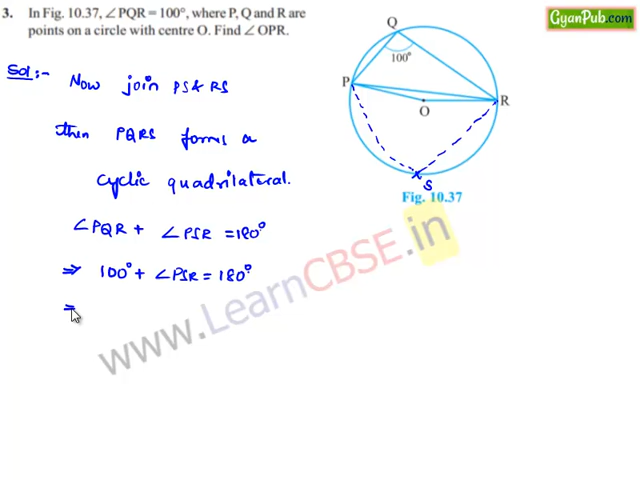 3. In Fig. 10.37, ∠PQR = 100°, where P, Q and R are
points on a circle with centre O. Find ∠OPR.
GyanPub.com
Sol:-
Now join PS & RS
then PQRS forms a
cyclic quadrilateral.
∠PQR + ∠PSR = 180°
⇒ 100° + ∠PSR = 180°
=
Q
100°
P
O
R
S
Fig. 10.37
www.LearnCBSE.in